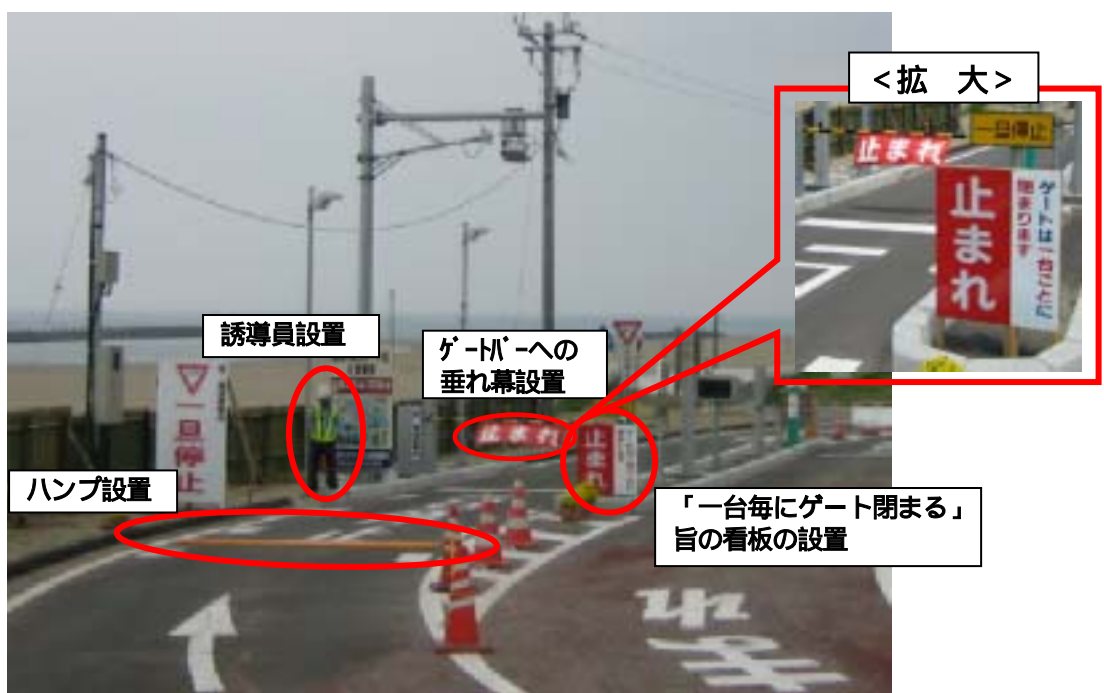 <拡 大>
一旦停止
止まれ
止まれ
ゲートは一台ごとに
閉まります
誘導員設置
ｹﾞｰﾄﾊﾞｰへの
垂れ幕設置
一旦停止
止まれ
止まれ
ハンプ設置
「一台毎にゲート閉まる」
旨の看板の設置
止まれ